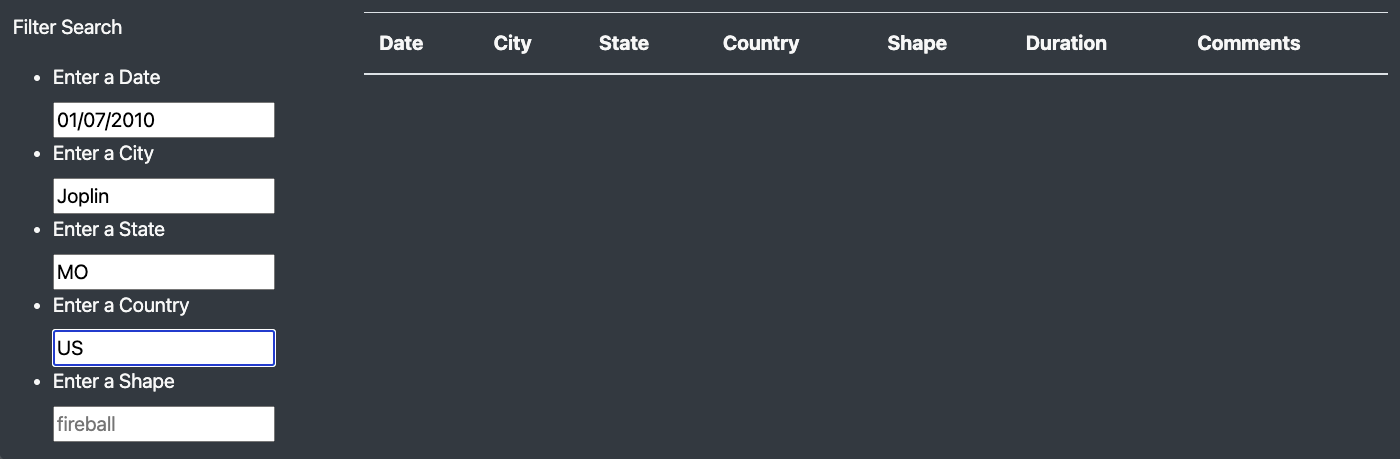 Filter Search
Enter a Date
01/07/2010
Enter a City
Joplin
Enter a State
MO
Enter a Country
US
Enter a Shape
fireball
Date City State Country Shape Duration Comments